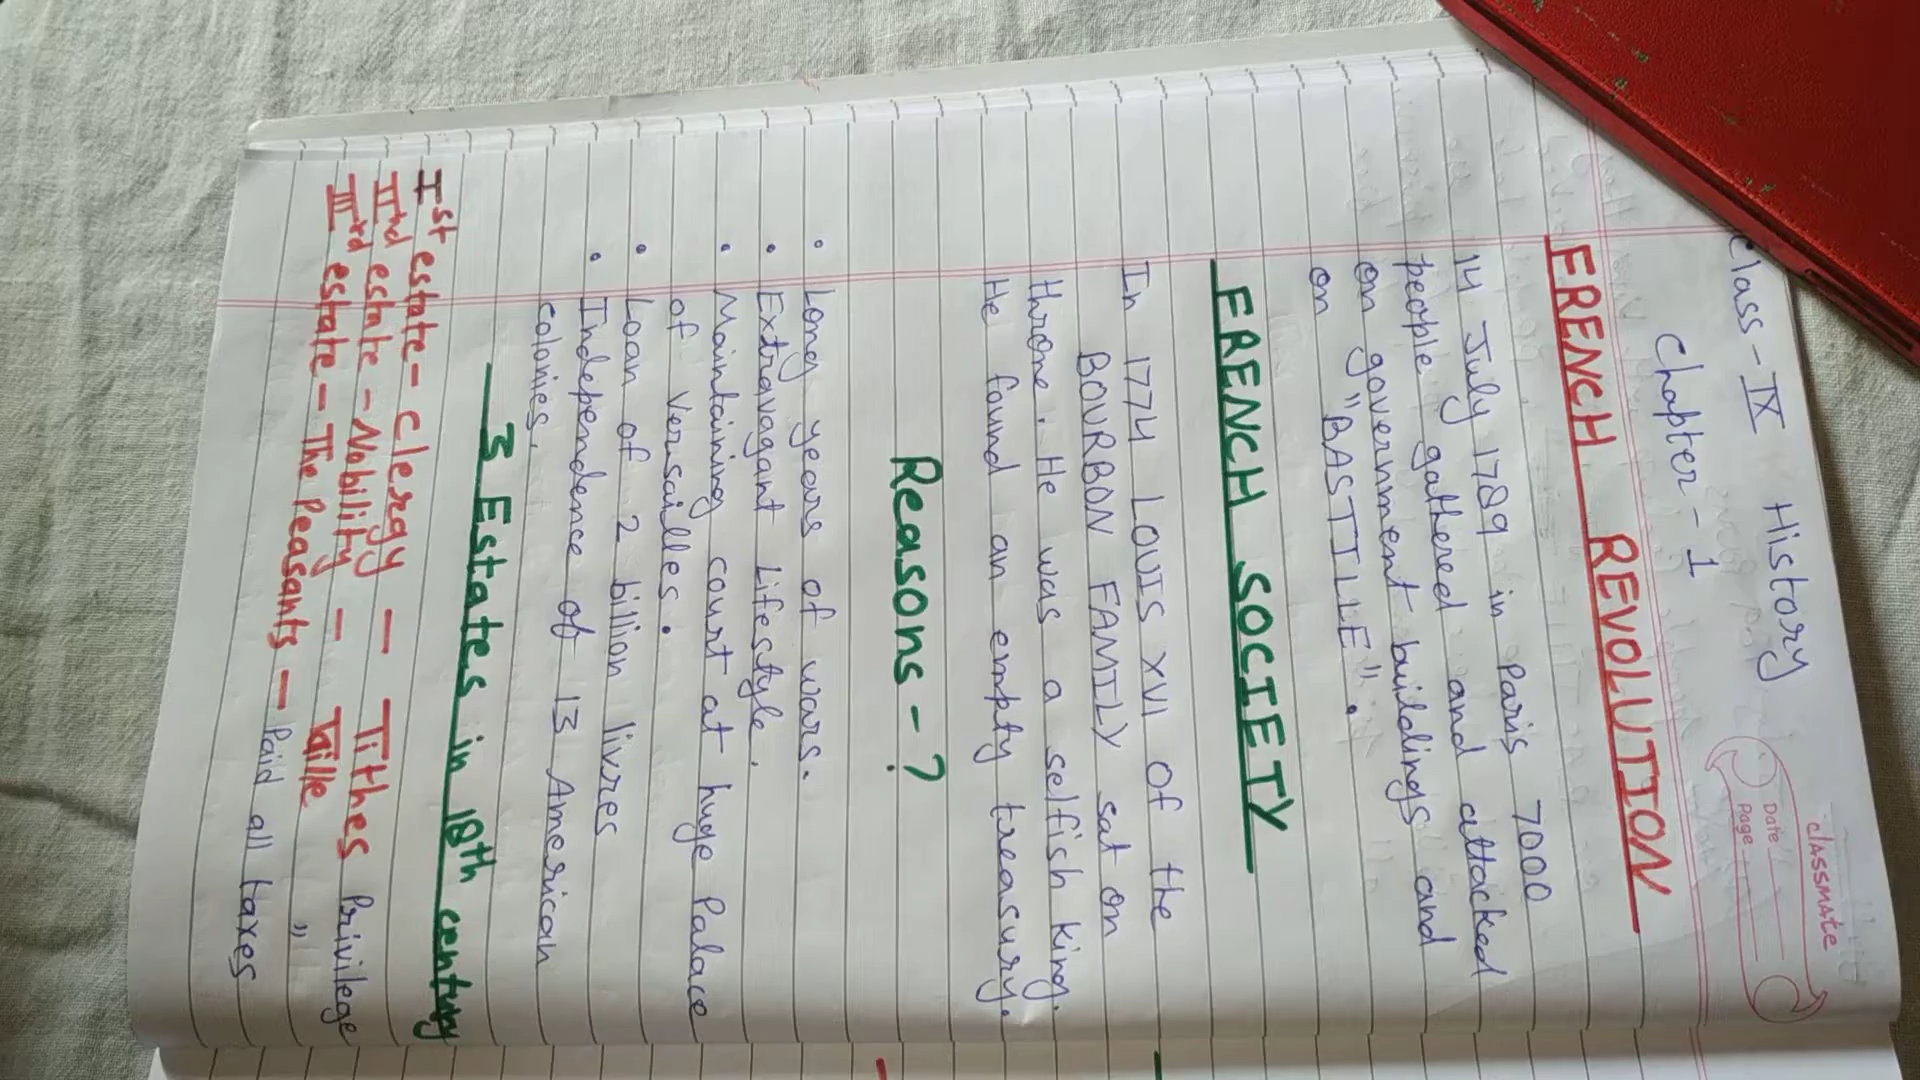 Class - IX History
Chapter - 1
classmate
Date
Page
FRENCH REVOLUTION
14 July 1789 in Paris 7000
people gathered and attacked
on government buildings and
on "BASTILLE".
FRENCH SOCIETY
In 1774 LOUIS XVI of the
BOURBON FAMILY sat on
throne. He was a selfish king.
He found an empty treasury.
Reasons - ?
• Long years of wars.
• Extravagant Lifestyle.
• Maintaining court at huge Palace
of Versailles.
• Loan of 2 billion livres
• Independence of 13 American
colonies.
3 Estates in 18th century
Ist estate - Clergy — Tithes Privilege
IInd estate - Nobility — Taille "
IIIrd estate - The Peasants — Paid all taxes